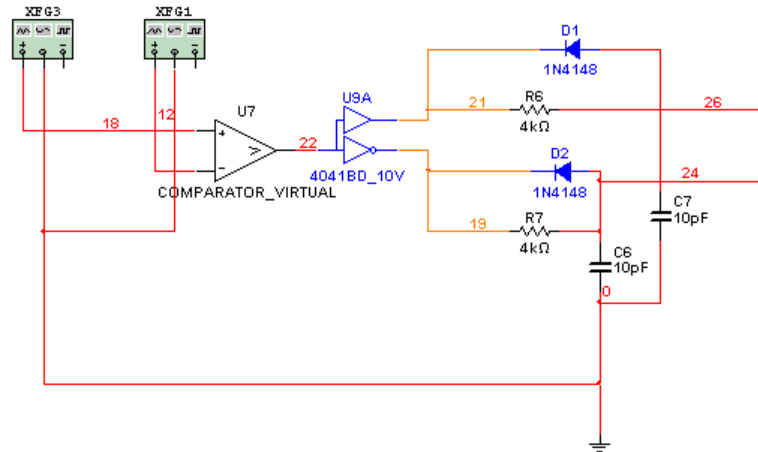 XFG3
XFG1
+
−
+
−
D1
1N4148
U9A
21
R6
26
4kΩ
18
12
U7
+
−
>
22
D2
24
4041BD_10V
1N4148
COMPARATOR_VIRTUAL
C7
10pF
19
R7
4kΩ
C6
10pF
0